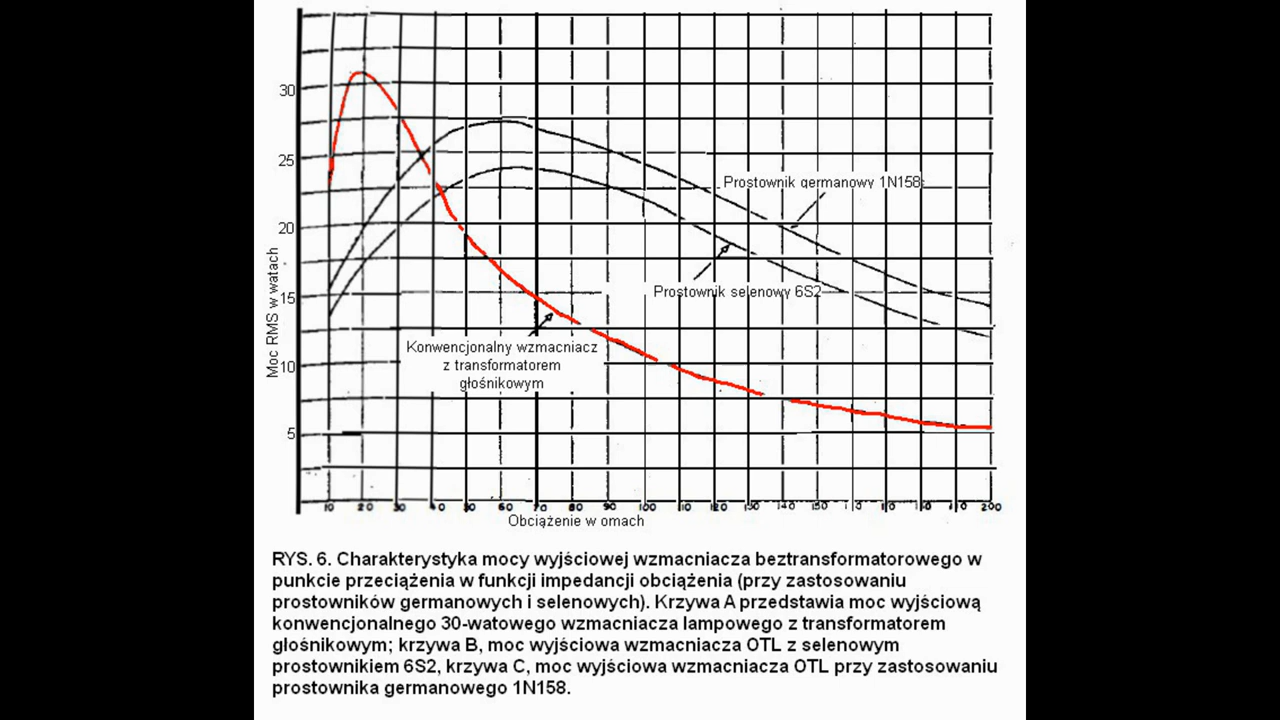 30
25
Prostownik germanowy 1N158
20
Moc RMS w watach
Prostownik selenowy 6S2
15
Konwencjonalny wzmacniacz
z transformatorem
głośnikowym
10
5
10 20 30 40 50 60 70 80 90 100 110 120 130 140 150 200
Obciążenie w omach
RYS. 6. Charakterystyka mocy wyjściowej wzmacniacza beztransformatorowego w
punkcie przeciążenia w funkcji impedancji obciążenia (przy zastosowaniu
prostowników germanowych i selenowych). Krzywa A przedstawia moc wyjściową
konwencjonalnego 30-watowego wzmacniacza lampowego z transformatorem
głośnikowym; krzywa B, moc wyjściowa wzmacniacza OTL z selenowym
prostownikiem 6S2, krzywa C, moc wyjściowa wzmacniacza OTL przy zastosowaniu
prostownika germanowego 1N158.